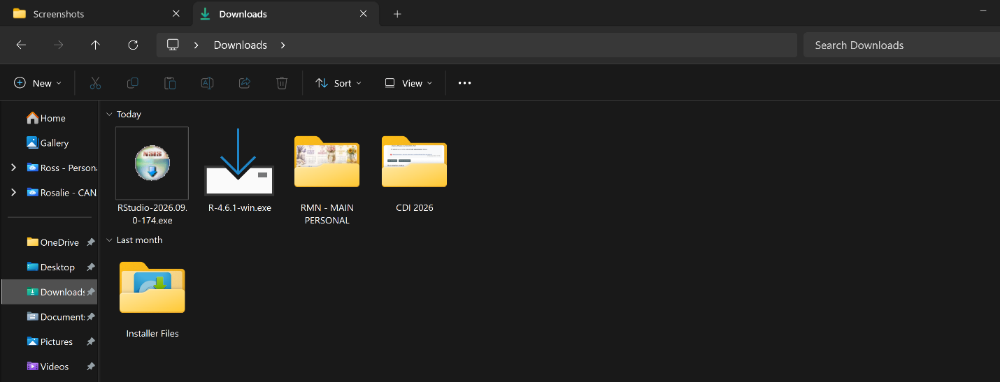 Screenshots
Downloads
Downloads
Search Downloads
New
Sort
View
Home
Gallery
Ross - Persona
Rosalie - CAN
OneDrive
Desktop
Downloads
Document
Pictures
Videos
Today
RStudio-2026.09.
0-174.exe
R-4.6.1-win.exe
RMN - MAIN
PERSONAL
CDI 2026
Last month
Installer Files